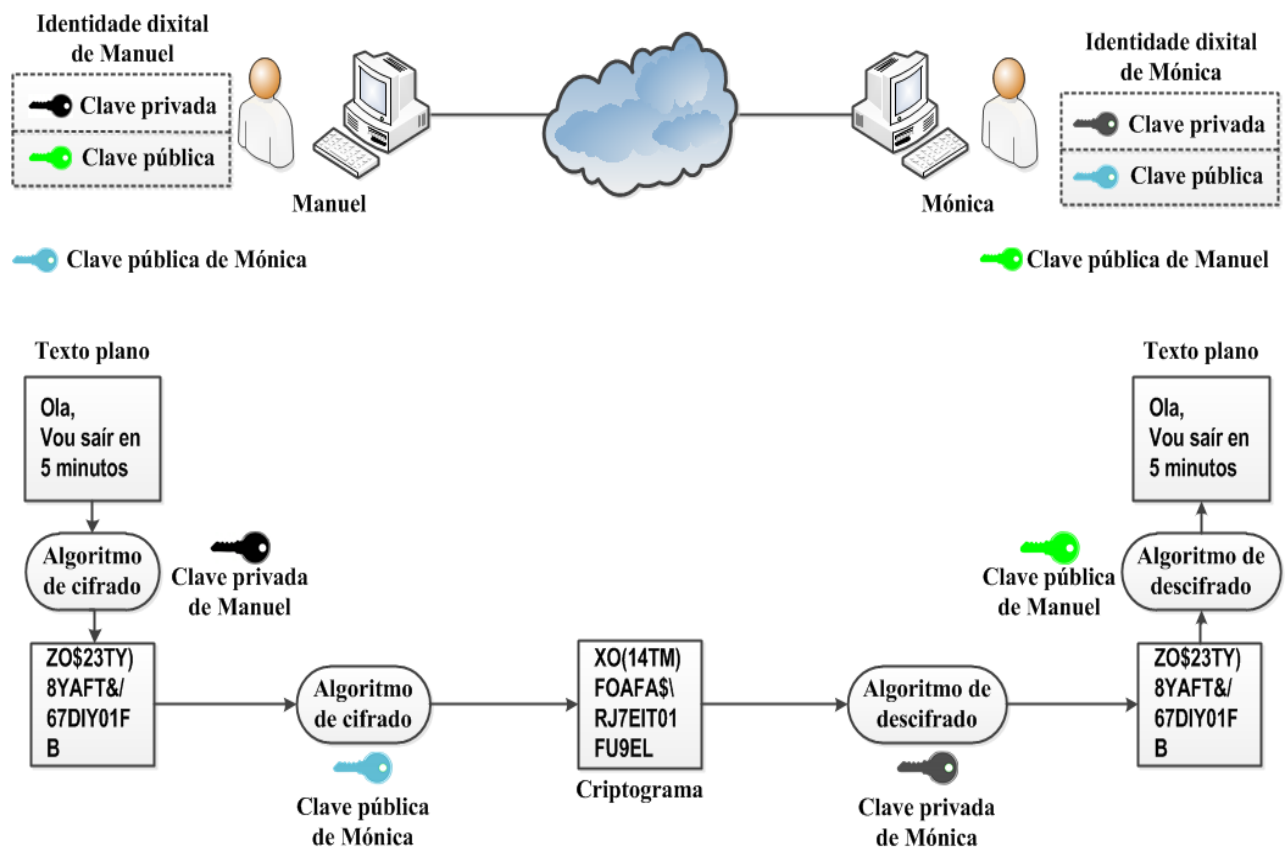 Identidade dixital
de Manuel
Clave privada
Clave pública
Manuel
Clave pública de Mónica
Identidade dixital
de Mónica
Clave privada
Clave pública
Mónica
Clave pública de Manuel
Texto plano
Ola,
Vou saír en
5 minutos
Algoritmo
de cifrado
Clave privada
de Manuel
ZO$23TY)
8YAFT&/
67DIY01F
B
Algoritmo
de cifrado
Clave pública
de Mónica
XO(14TM)
FOAFA$\
RJ7EIT01
FU9EL
Criptograma
Algoritmo de
descifrado
Clave privada
de Mónica
ZO$23TY)
8YAFT&/
67DIY01F
B
Algoritmo de
descifrado
Clave pública
de Manuel
Texto plano
Ola,
Vou saír en
5 minutos